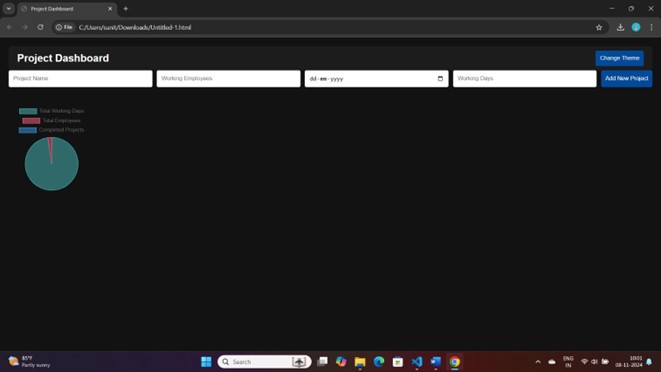 Project Dashboard
File C:/Users/sunit/Downloads/Untitled-1.html
Project Dashboard
Change Theme
Project Name Working Employees dd-mm-yyyy Working Days Add New Project
Total Working Days
Total Employees
Completed Projects
85°F
Partly sunny
Search
ENG
IN
10:01
08-11-2024